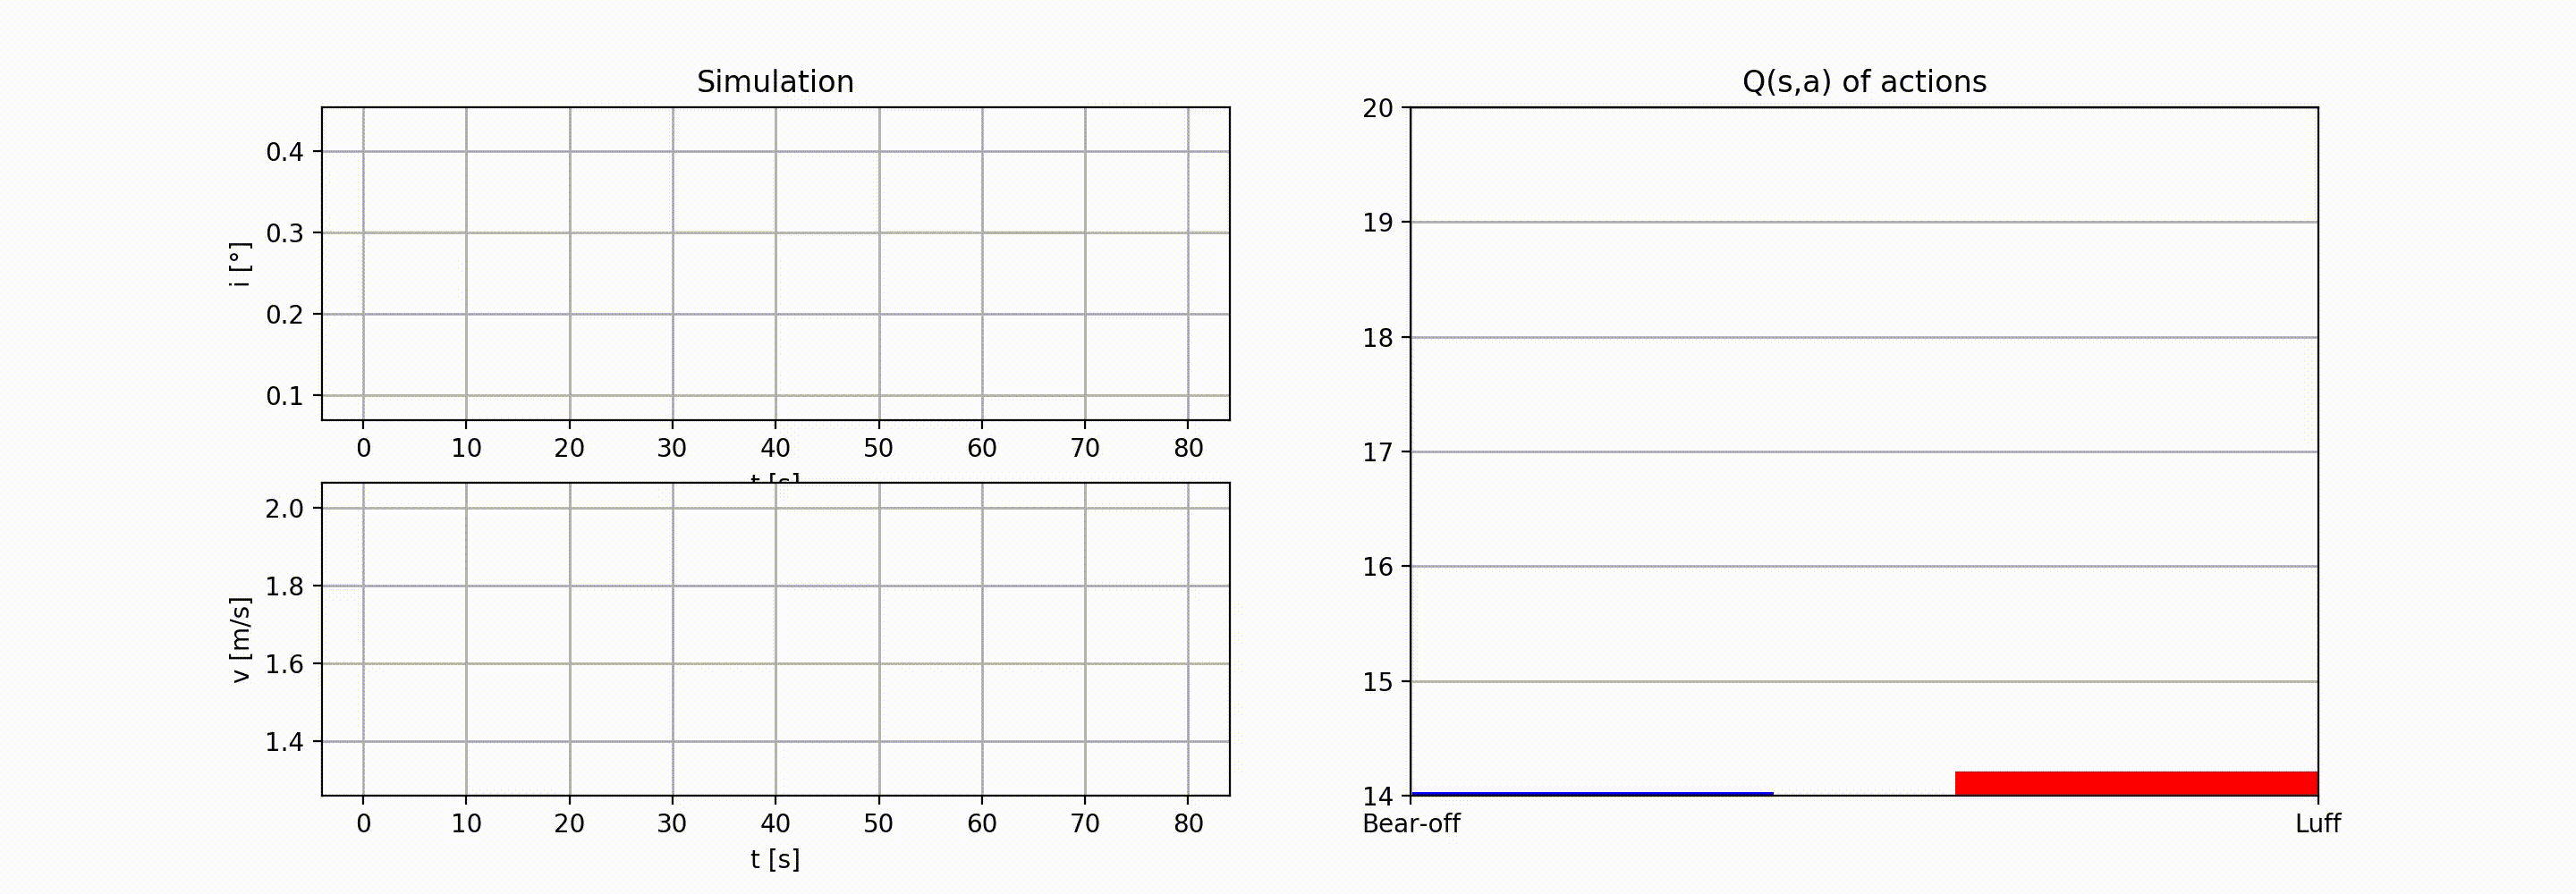 Simulation
i [°]
0.4
0.3
0.2
0.1
0 10 20 30 40 50 60 70 80
t [s]
v [m/s]
2.0
1.8
1.6
1.4
0 10 20 30 40 50 60 70 80
t [s]
Q(s,a) of actions
20
19
18
17
16
15
14
Bear-off Luff